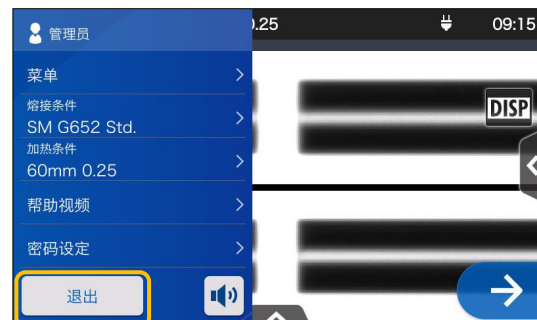 管理员
).25
09:15
菜单
熔接条件
SM G652 Std.
加热条件
60mm 0.25
帮助视频
密码设定
退出
DISP